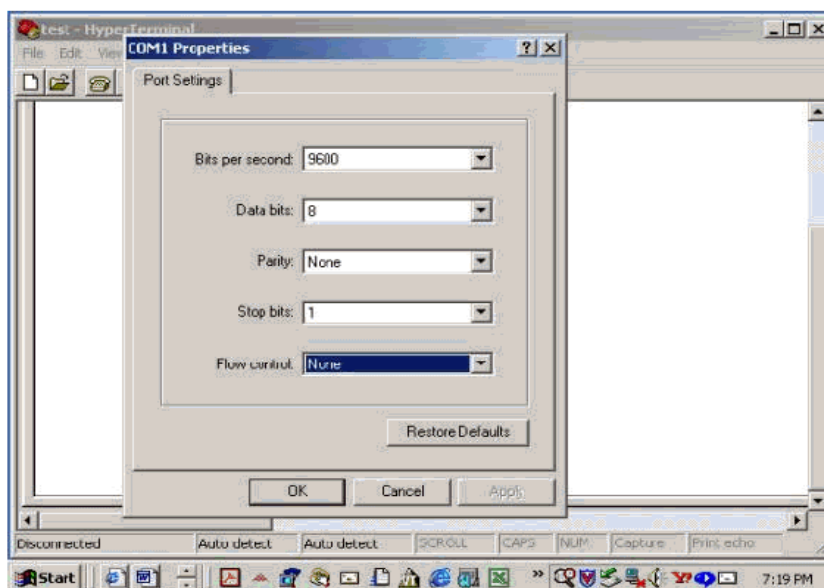 test - HyperTerminal
File Edit View
COM1 Properties
Port Settings
Bits per second: 9600
Data bits: 8
Parity: None
Stop bits: 1
Flow control: None
Restore Defaults
OK Cancel Apply
Disconnected Auto detect Auto detect SCROLL CAPS NUM Capture Print echo
Start » 7:19 PM